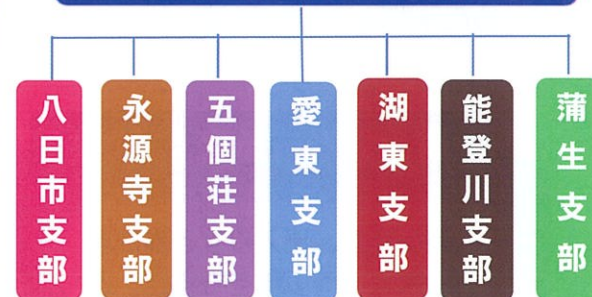 八日市支部
永源寺支部
五個荘支部
愛東支部
湖東支部
能登川支部
蒲生支部